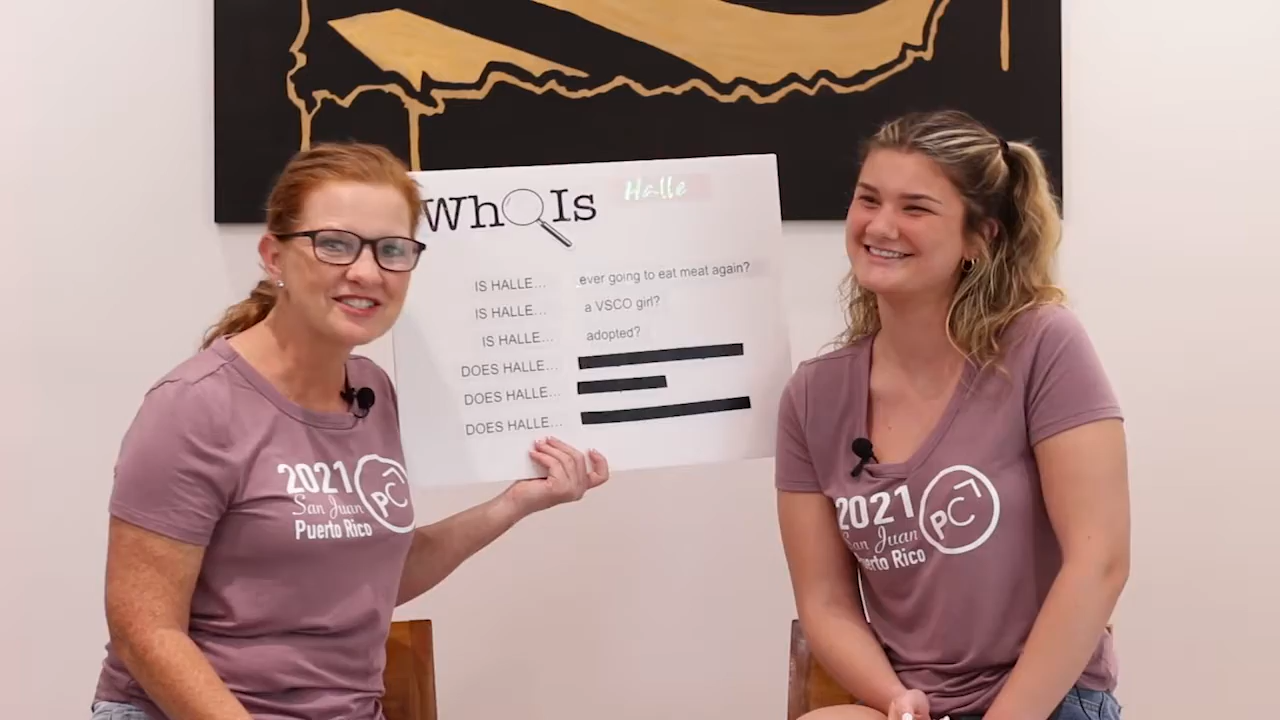 Who Is Halle
IS HALLE... ever going to eat meat again?
IS HALLE... a VSCO girl?
IS HALLE... adopted?
DOES HALLE...
DOES HALLE...
DOES HALLE...
2021
San Juan
Puerto Rico
PC
2021
San Juan
Puerto Rico
PC